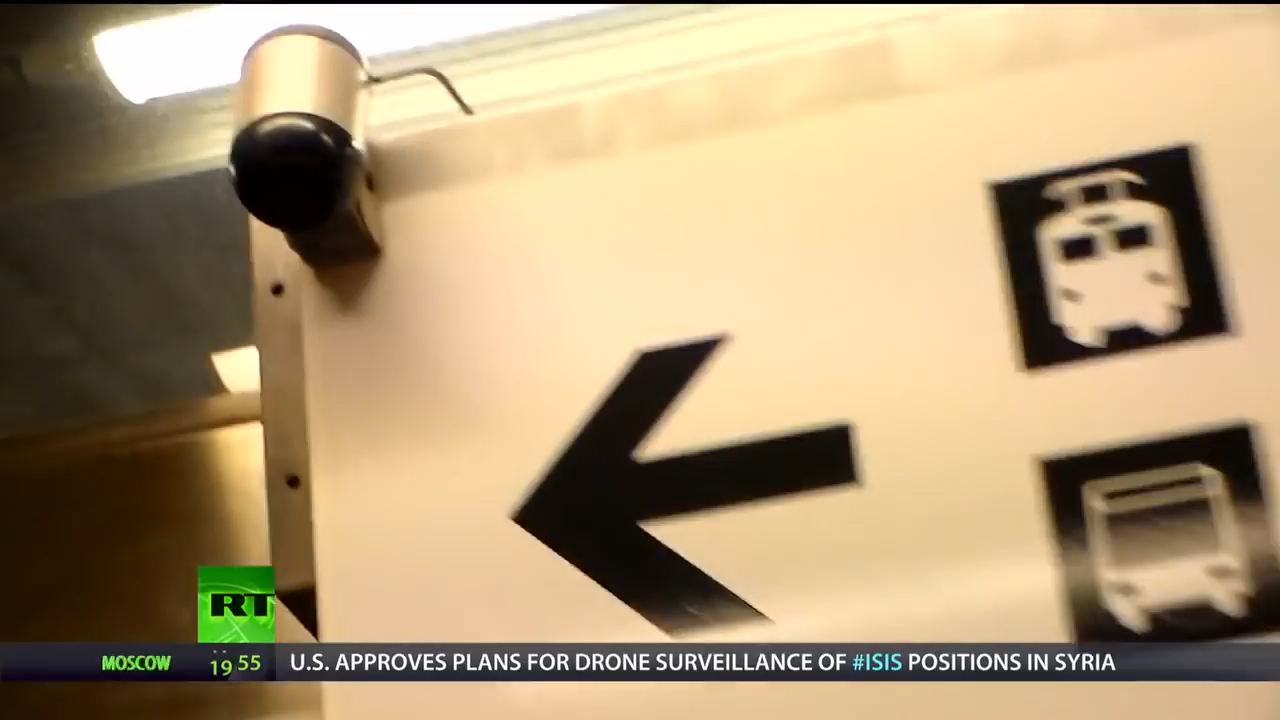 RT
MOSCOW 19 55 U.S. APPROVES PLANS FOR DRONE SURVEILLANCE OF #ISIS POSITIONS IN SYRIA